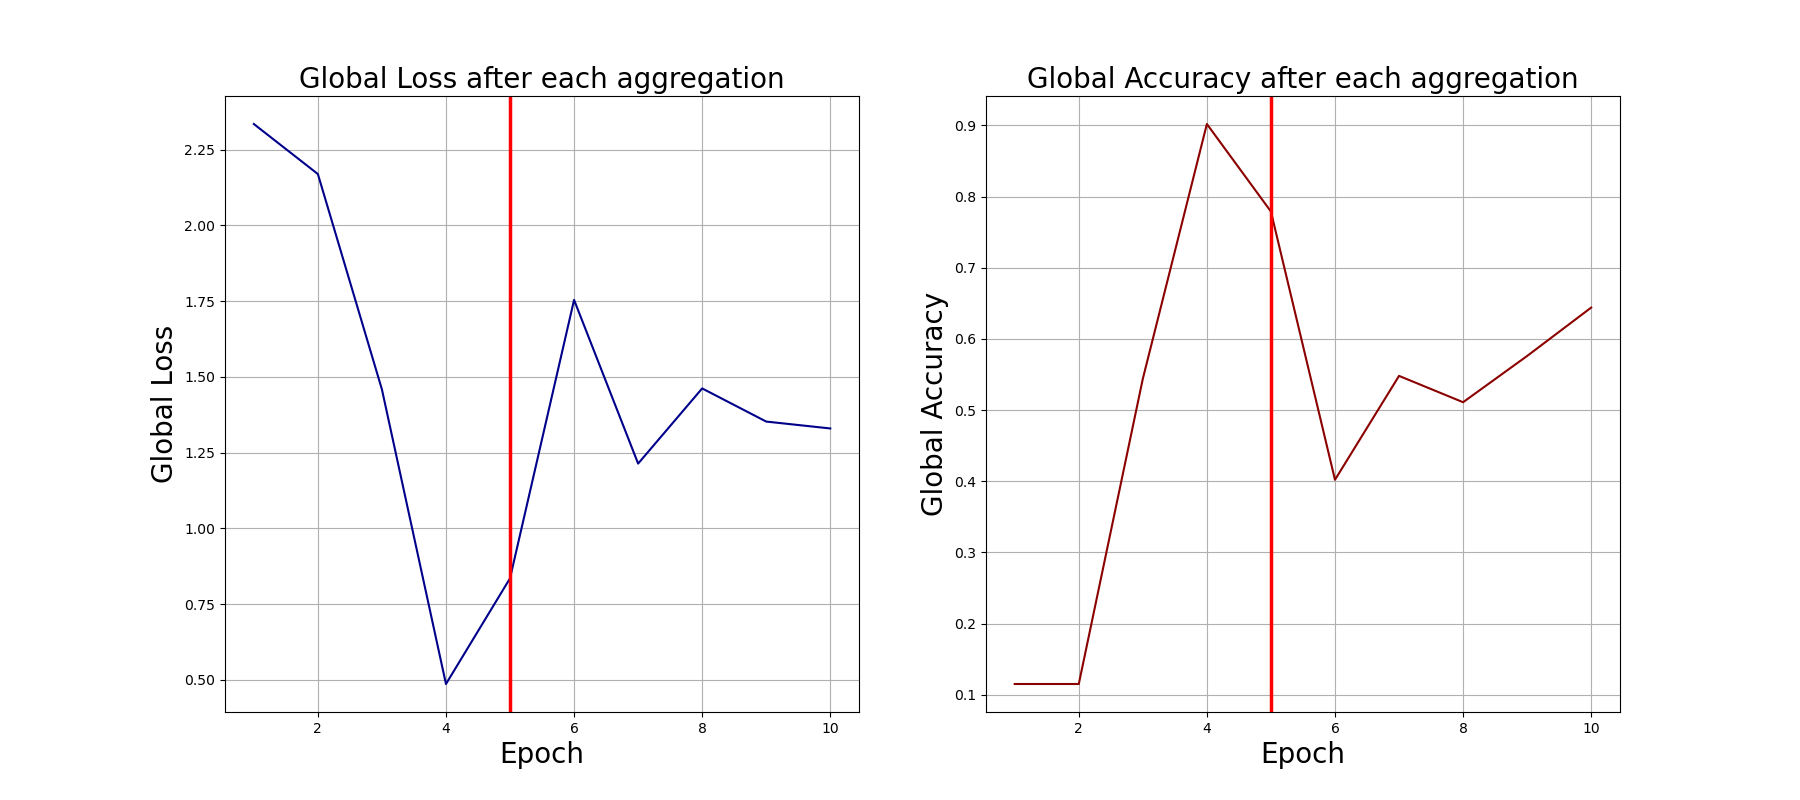 Global Loss after each aggregation
Global Loss
2.25
2.00
1.75
1.50
1.25
1.00
0.75
0.50
2 4 6 8 10
Epoch
Global Accuracy after each aggregation
Global Accuracy
0.9
0.8
0.7
0.6
0.5
0.4
0.3
0.2
0.1
2 4 6 8 10
Epoch